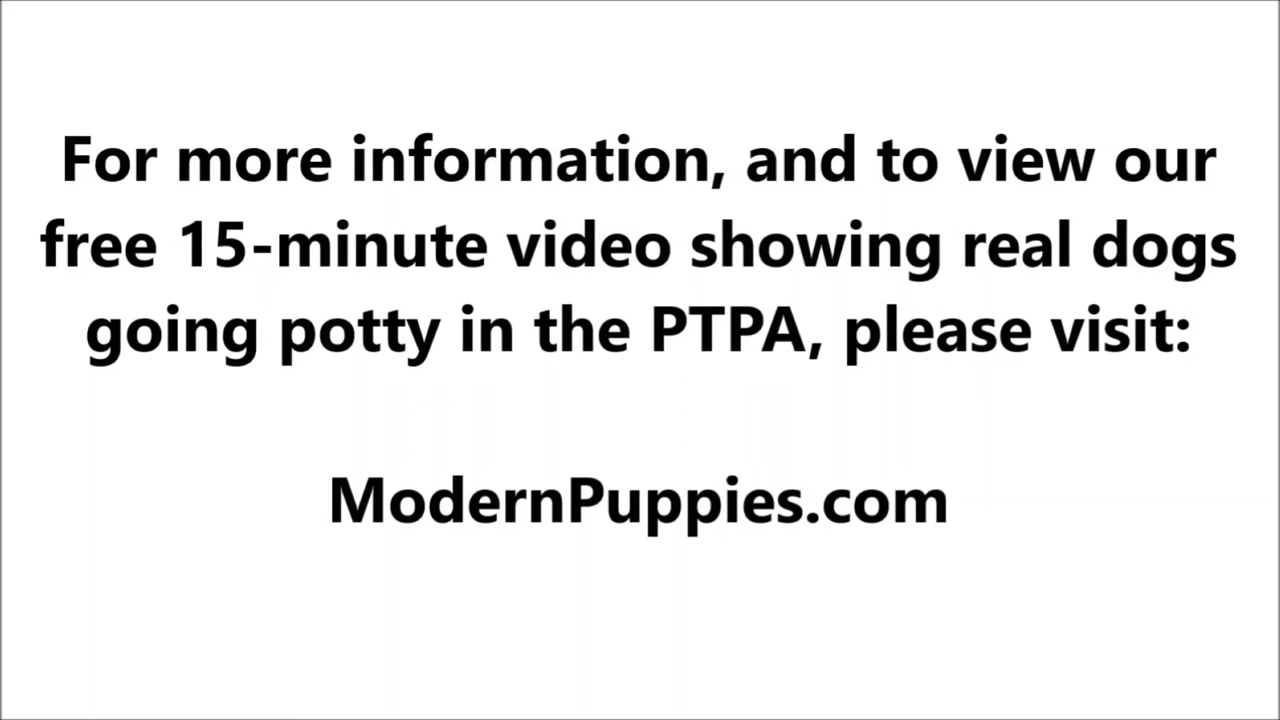 For more information, and to view our
free 15-minute video showing real dogs
going potty in the PTPA, please visit:
ModernPuppies.com